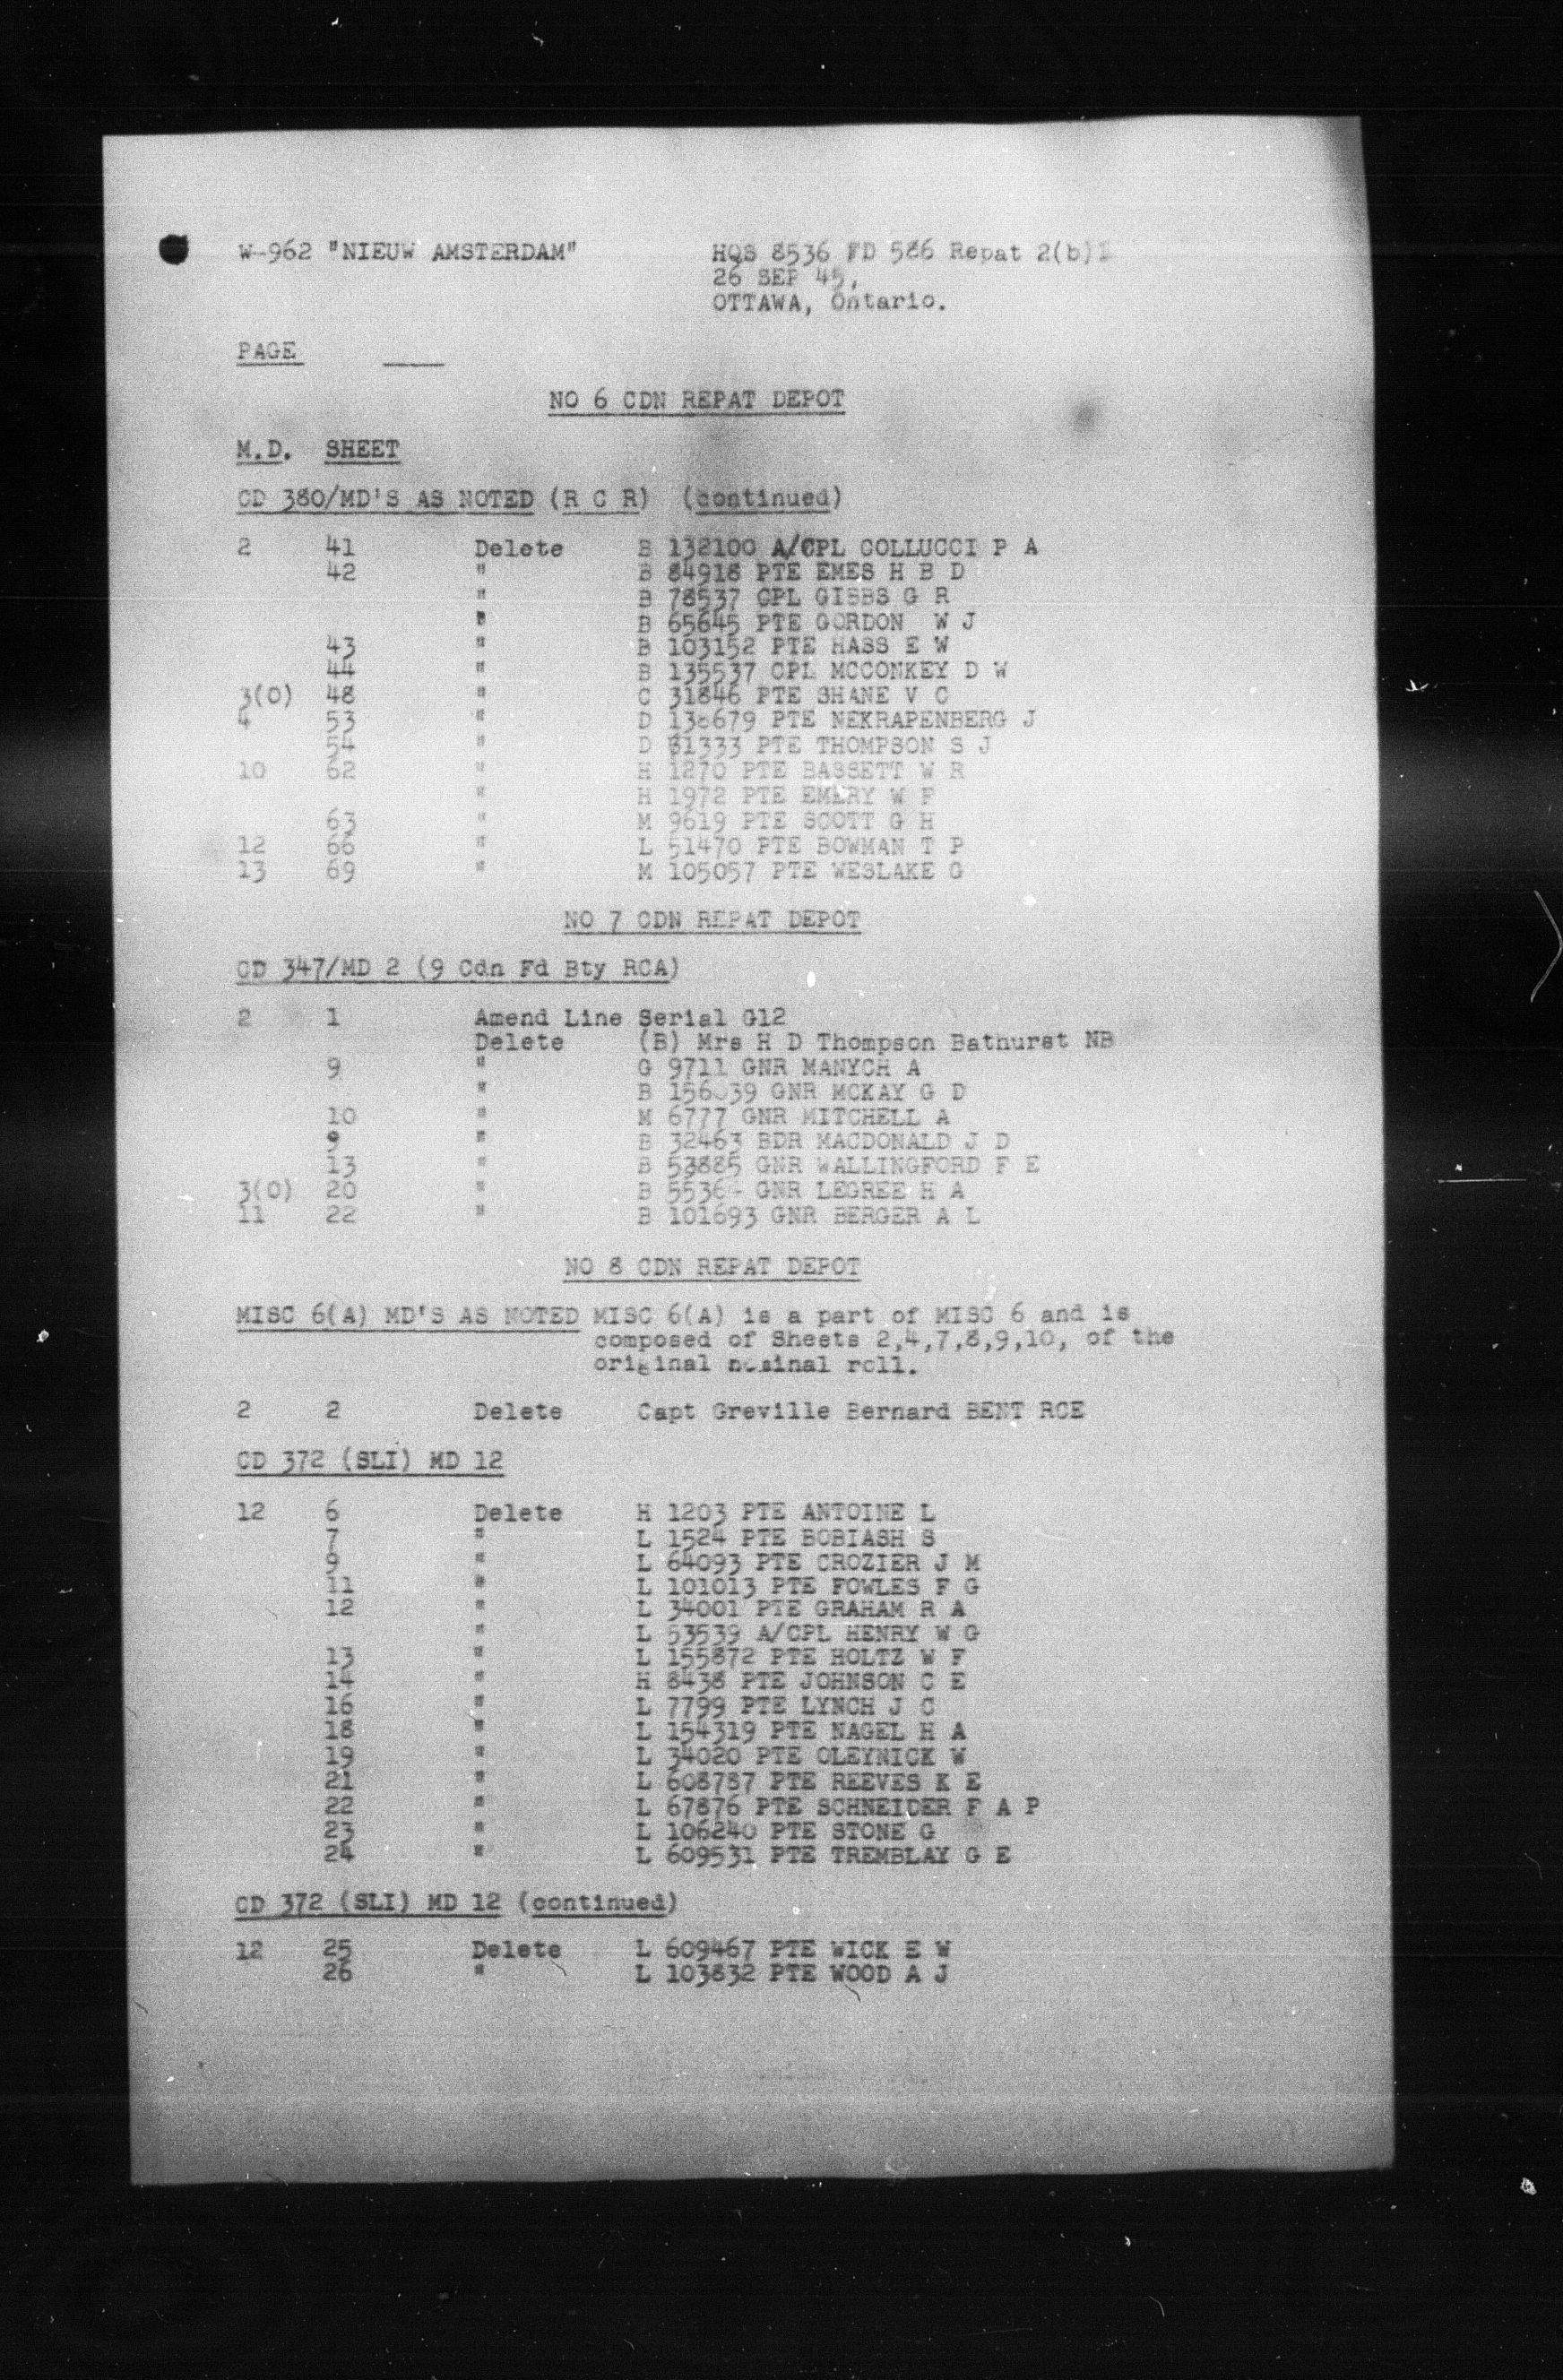 W-962 "NIEUW AMSTERDAM" HQS 8536 FD 586 Repat 2(b)
26 SEP 45,
OTTAWA, Ontario.
PAGE ____
NO 6 CDN REPAT DEPOT
M.D. SHEET
CD 380/MD'S AS NOTED (R C R) (continued)
2 41 Delete B 132100 A/CPL COLLUCCI P A
42 " B 84918 PTE EMES H B D
" B 78537 CPL GIBBS G R
" B 65645 PTE GORDON W J
43 " B 103152 PTE HASS E W
44 " B 135537 CPL MCCONKEY D W
3(O) 48 " C 31846 PTE SHANE V C
4 53 " D 138679 PTE NEKRAPENBERG J
54 " D 81333 PTE THOMPSON S J
10 62 " H 1270 PTE BASSETT W R
" H 1972 PTE EMERY W F
63 " M 9619 PTE SCOTT G H
12 66 " L 51470 PTE BOWMAN T P
13 69 " M 105057 PTE WESLAKE G
NO 7 CDN REPAT DEPOT
CD 347/MD 2 (9 Cdn Fd Bty RCA)
2 1 Amend Line Serial G12
Delete (B) Mrs H D Thompson Bathurst NB
9 " G 9711 GNR MANYCH A
" B 156039 GNR MCKAY G D
10 " M 6777 GNR MITCHELL A
9 " B 32463 BDR MACDONALD J D
13 " B 53885 GNR WALLINGFORD F E
3(O) 20 " B GNR LEGREE H A
11 22 " B 101693 GNR BERGER A L
NO 8 CDN REPAT DEPOT
MISC 6(A) MD'S AS NOTED MISC 6(A) is a part of MISC 6 and is
composed of Sheets 2,4,7,8,9,10, of the
original roll.
2 2 Delete Capt Greville Bernard BENT RCE
CD 372 (SLI) MD 12
12 6 Delete H 1203 PTE ANTOINE L
7 " L 1524 PTE BOBIASH S
9 " L 64093 PTE CROZIER J M
11 " L 101013 PTE FOWLES F G
12 " L 34001 PTE GRAHAM R A
" L 53539 A/CPL HENRY W G
13 " L 155872 PTE HOLTZ W F
14 " H 8438 PTE JOHNSON C E
16 " L 7799 PTE LYNCH J C
18 " L 154319 PTE NAGEL H A
19 " L 34020 PTE OLEYNICK W
21 " L 608787 PTE REEVES K E
22 " L 67876 PTE SCHNEIDER F A P
23 " L 106240 PTE STONE G
24 " L 609531 PTE TREMBLAY G E
CD 372 (SLI) MD 12 (continued)
12 25 Delete L 609467 PTE WICK E W
26 " L 103832 PTE WOOD A J